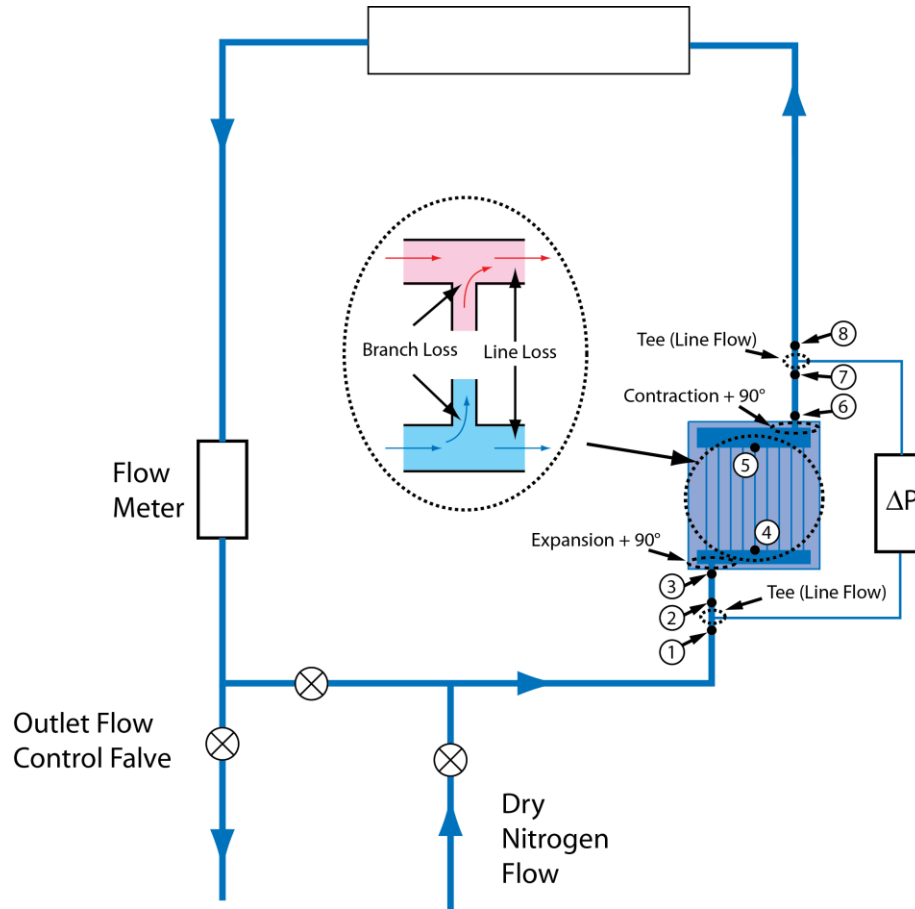 Branch Loss
Line Loss
8
Tee (Line Flow)
7
Contraction + 90°
6
5
Flow
Meter
ΔP
4
Expansion + 90°
3
2
Tee (Line Flow)
1
Outlet Flow
Control Falve
Dry
Nitrogen
Flow